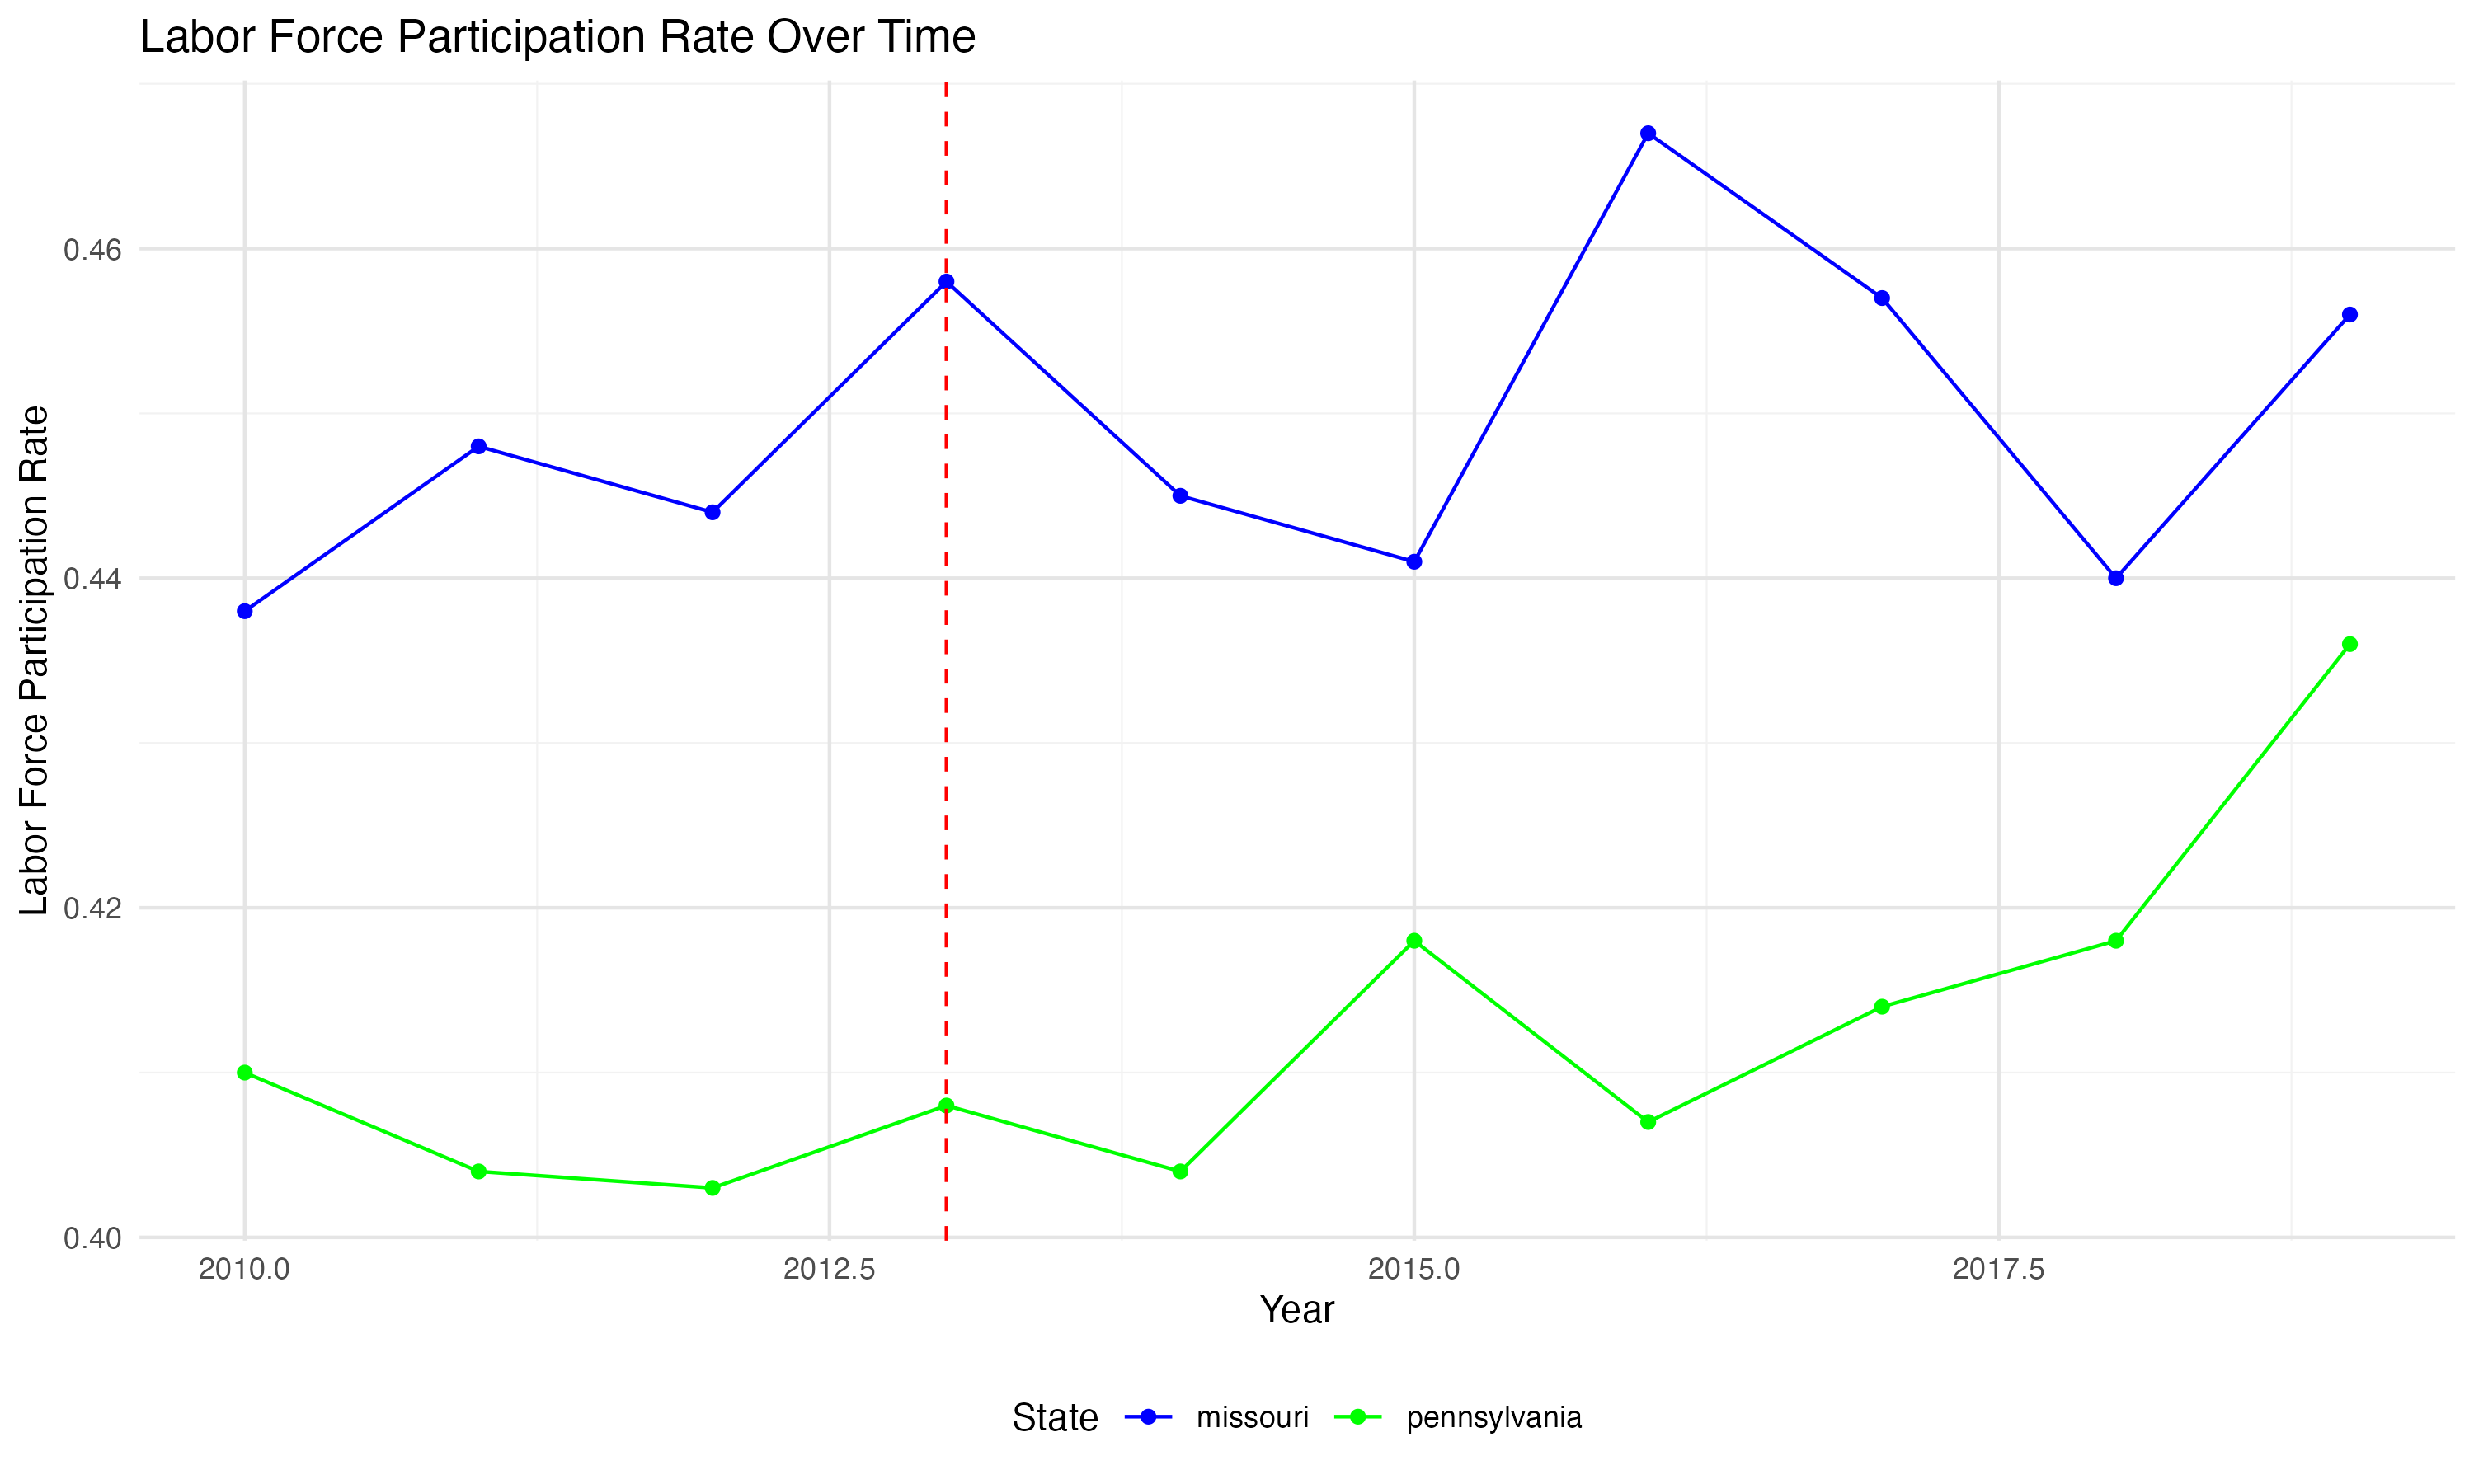 Labor Force Participation Rate Over Time
Labor Force Participation Rate
0.46
0.44
0.42
0.40
2010.0 2012.5 2015.0 2017.5
Year
State missouri pennsylvania